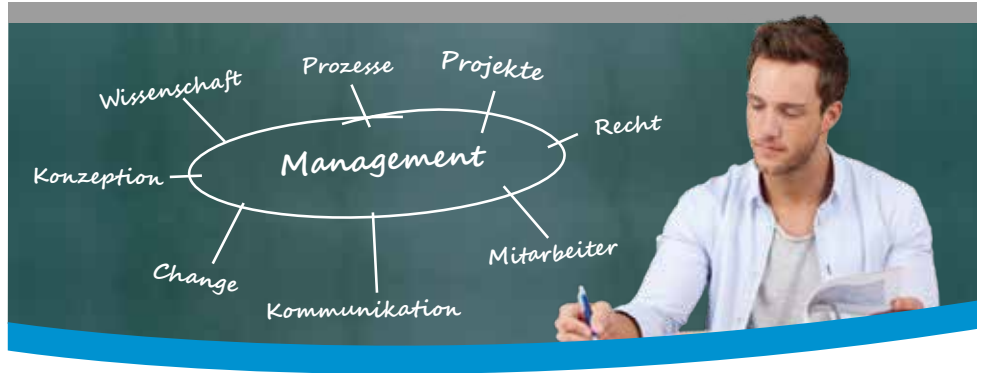 Prozesse
Projekte
Wissenschaft
Recht
Management
Konzeption
Mitarbeiter
Change
Kommunikation